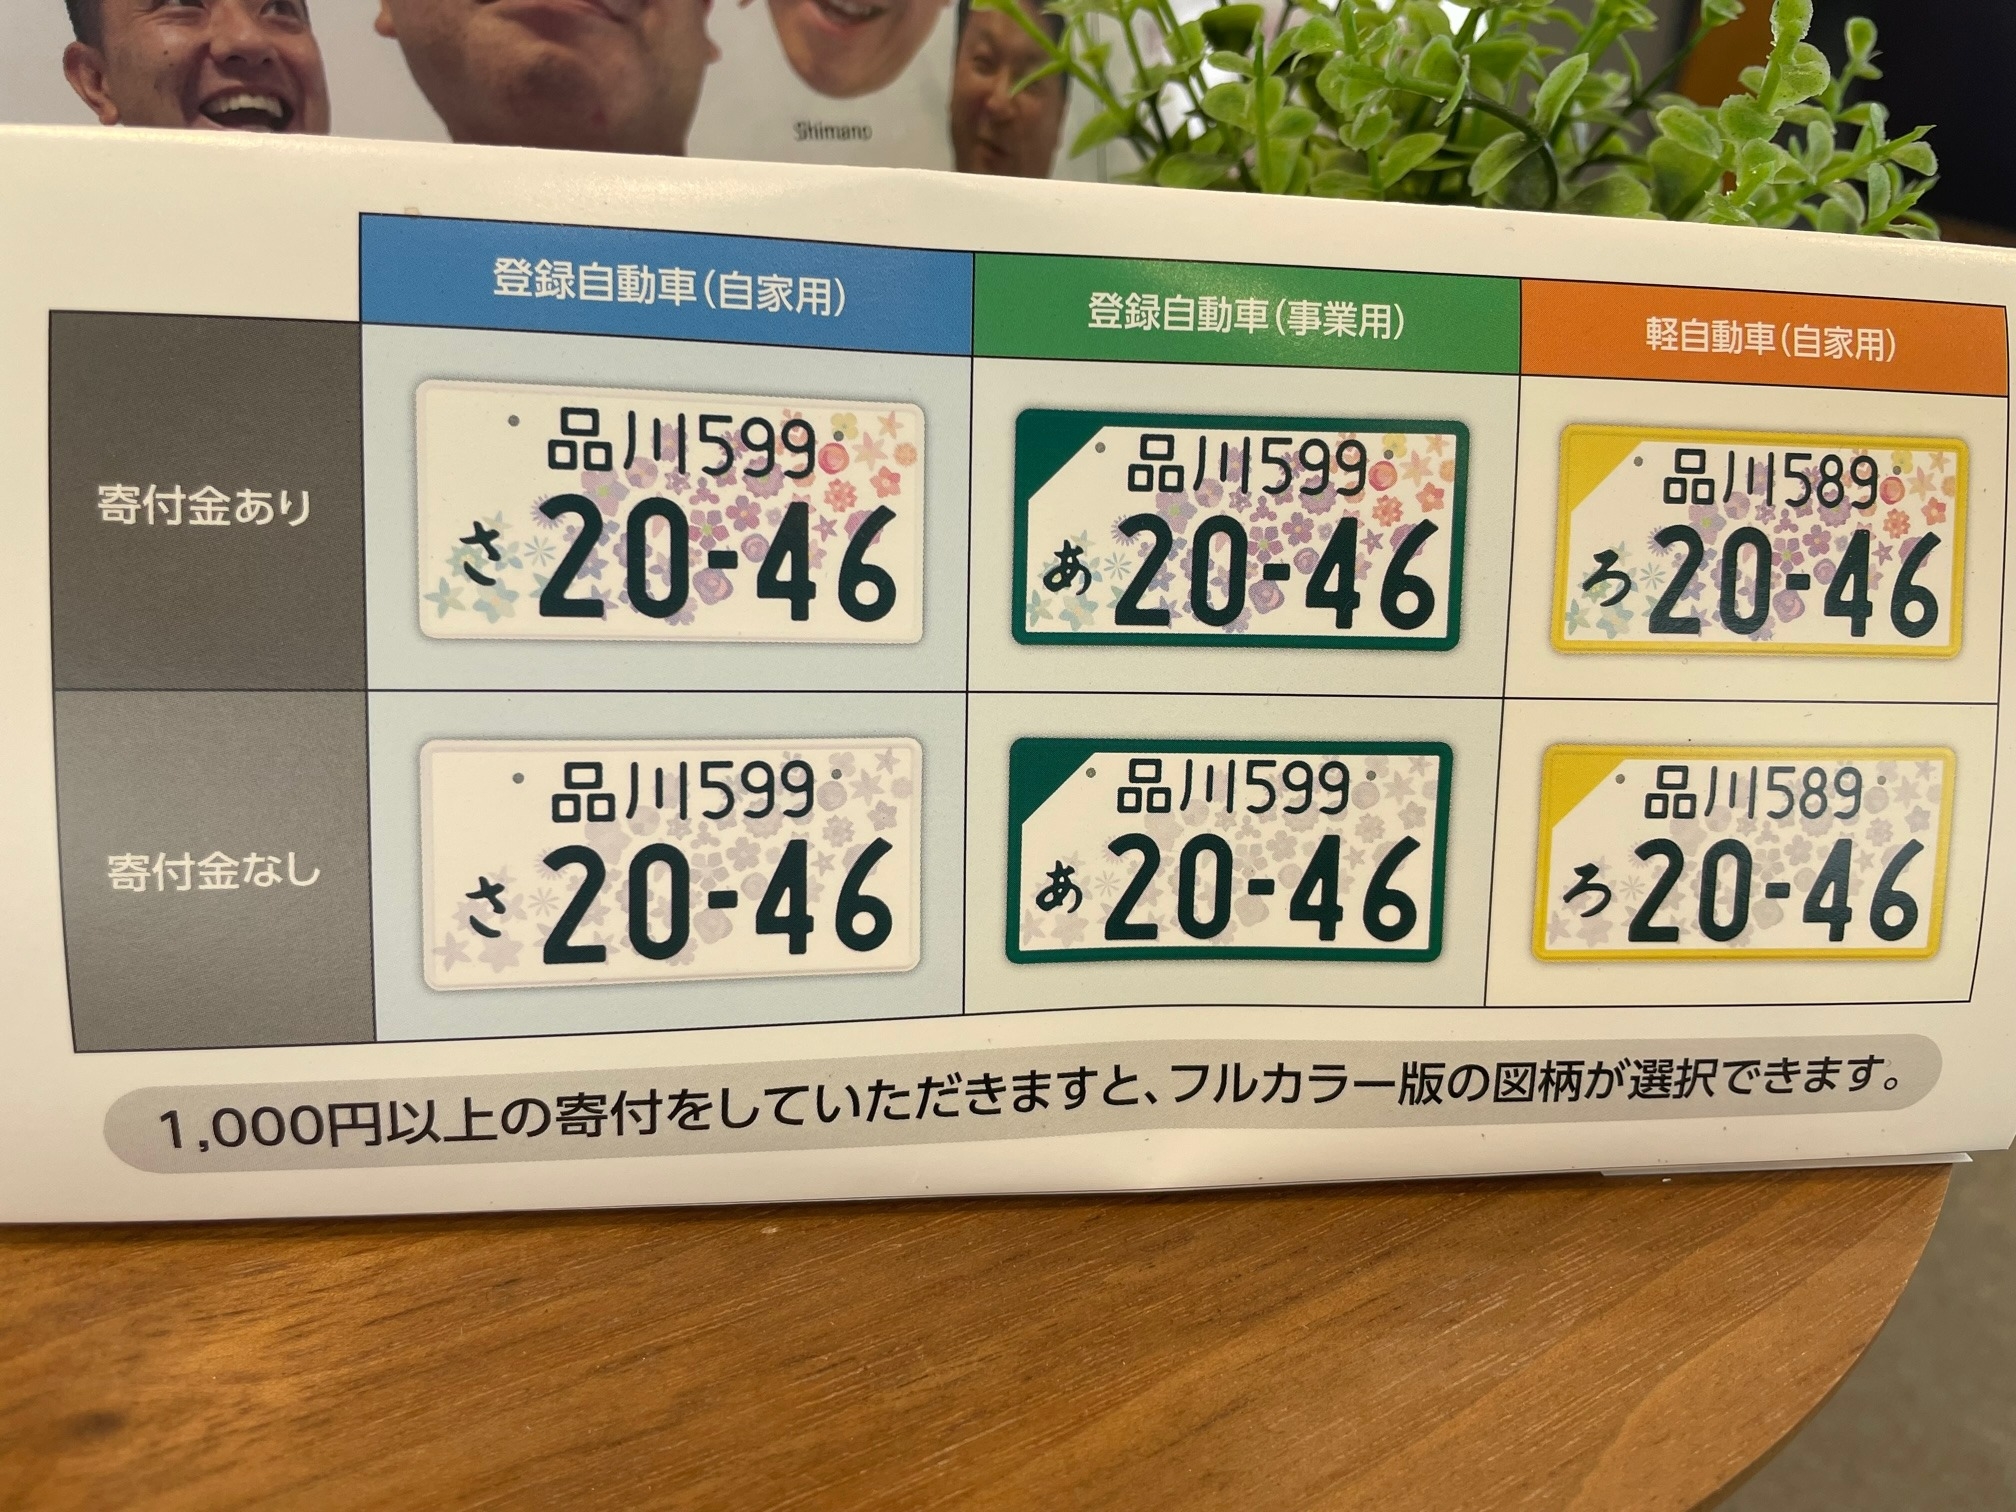 Shimano
登録自動車(自家用)
登録自動車(事業用)
軽自動車(自家用)
寄付金あり
品川599
さ20-46
品川599
あ20-46
品川589
ろ20-46
寄付金なし
品川599
さ20-46
品川599
あ20-46
品川589
ろ20-46
1,000円以上の寄付をしていただきますと、フルカラー版の図柄が選択できます。